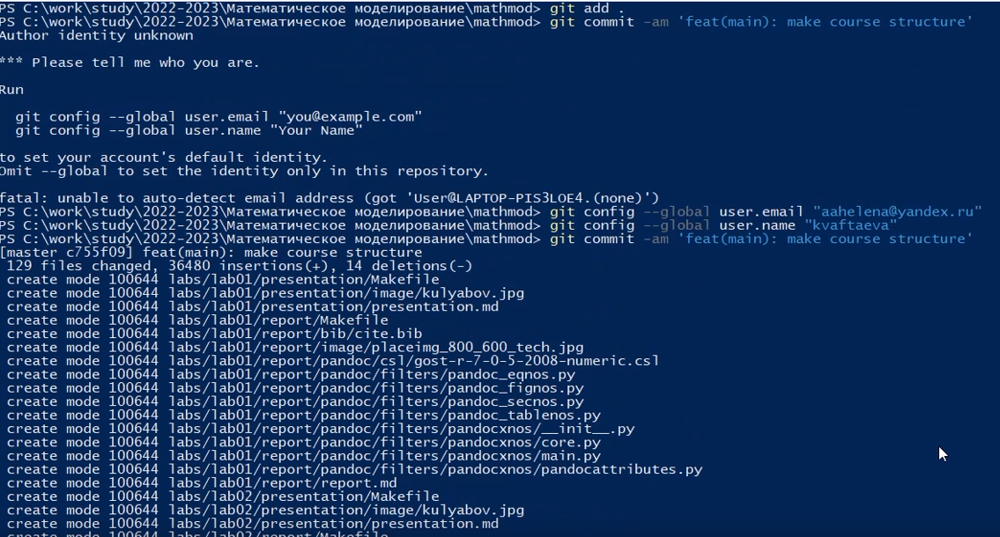 PS C:\work\study\2022-2023\Математическое моделирование\mathmod> git add .
PS C:\work\study\2022-2023\Математическое моделирование\mathmod> git commit -am 'feat(main): make course structure'
Author identity unknown
*** Please tell me who you are.
Run
git config --global user.email "you@example.com"
git config --global user.name "Your Name"
to set your account's default identity.
Omit --global to set the identity only in this repository.
fatal: unable to auto-detect email address (got 'User@LAPTOP-PIS3LOE4.(none)')
PS C:\work\study\2022-2023\Математическое моделирование\mathmod> git config --global user.email "aahelena@yandex.ru"
PS C:\work\study\2022-2023\Математическое моделирование\mathmod> git config --global user.name "kvaftaeva"
PS C:\work\study\2022-2023\Математическое моделирование\mathmod> git commit -am 'feat(main): make course structure'
[master c755f09] feat(main): make course structure
129 files changed, 36480 insertions(+), 14 deletions(-)
create mode 100644 labs/lab01/presentation/Makefile
create mode 100644 labs/lab01/presentation/image/kulyabov.jpg
create mode 100644 labs/lab01/presentation/presentation.md
create mode 100644 labs/lab01/report/Makefile
create mode 100644 labs/lab01/report/bib/cite.bib
create mode 100644 labs/lab01/report/image/placeimg_800_600_tech.jpg
create mode 100644 labs/lab01/report/pandoc/csl/gost-r-7-0-5-2008-numeric.csl
create mode 100644 labs/lab01/report/pandoc/filters/pandoc_eqnos.py
create mode 100644 labs/lab01/report/pandoc/filters/pandoc_fignos.py
create mode 100644 labs/lab01/report/pandoc/filters/pandoc_secnos.py
create mode 100644 labs/lab01/report/pandoc/filters/pandoc_tablenos.py
create mode 100644 labs/lab01/report/pandoc/filters/pandocxnos/__init__.py
create mode 100644 labs/lab01/report/pandoc/filters/pandocxnos/core.py
create mode 100644 labs/lab01/report/pandoc/filters/pandocxnos/main.py
create mode 100644 labs/lab01/report/pandoc/filters/pandocxnos/pandocattributes.py
create mode 100644 labs/lab01/report/report.md
create mode 100644 labs/lab02/presentation/Makefile
create mode 100644 labs/lab02/presentation/image/kulyabov.jpg
create mode 100644 labs/lab02/presentation/presentation.md
create mode 100644 labs/lab02/report/Makefile